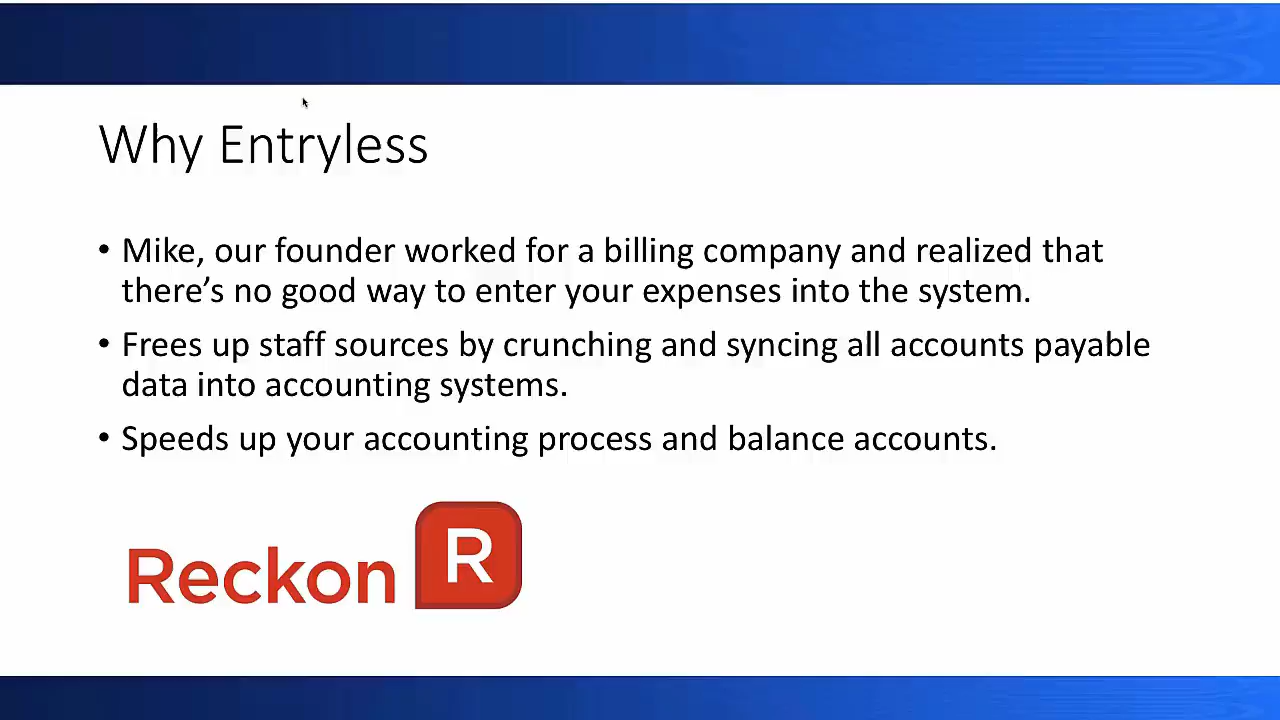 Why Entryless
• Mike, our founder worked for a billing company and realized that
there’s no good way to enter your expenses into the system.
• Frees up staff sources by crunching and syncing all accounts payable
data into accounting systems.
• Speeds up your accounting process and balance accounts.
Reckon R